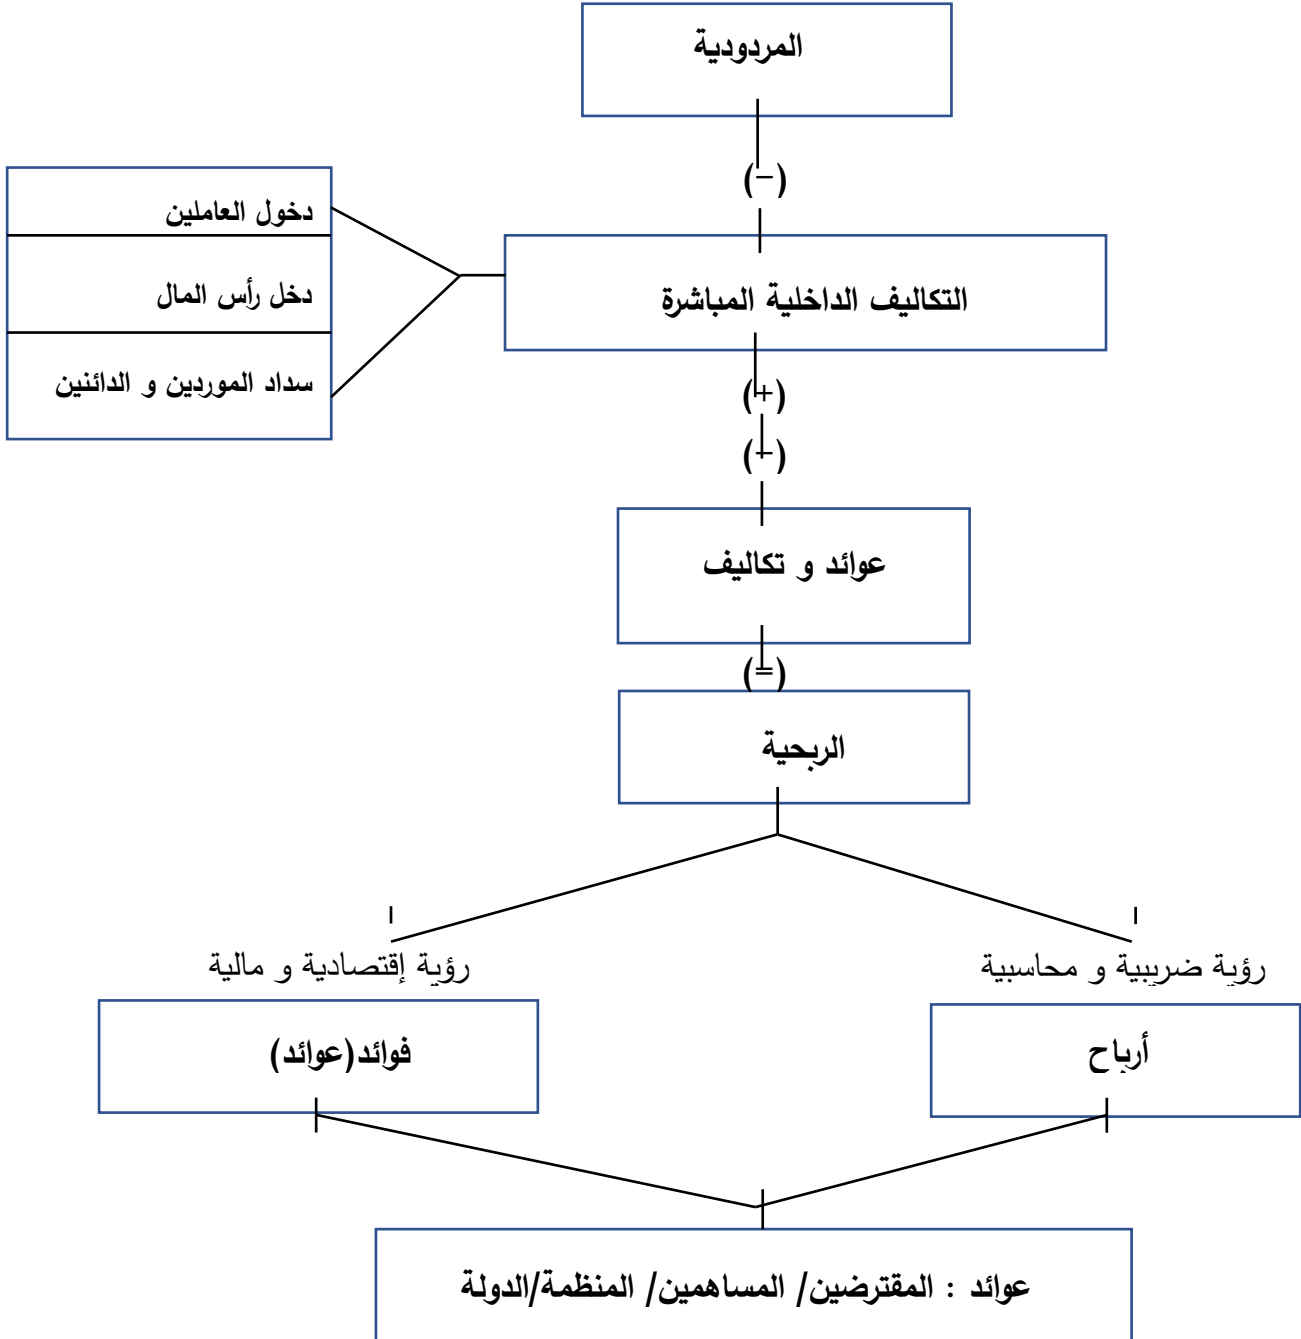 المردودية
(-)
دخول العاملين
دخل رأس المال
سداد الموردين و الدائنين
التكاليف الداخلية المباشرة
(+)
(-)
عوائد و تكاليف
(=)
الربحية
رؤية إقتصادية و مالية
رؤية ضريبية و محاسبية
فوائد(عوائد)
أرباح
عوائد : المقترضين/ المساهمين/ المنظمة/الدولة